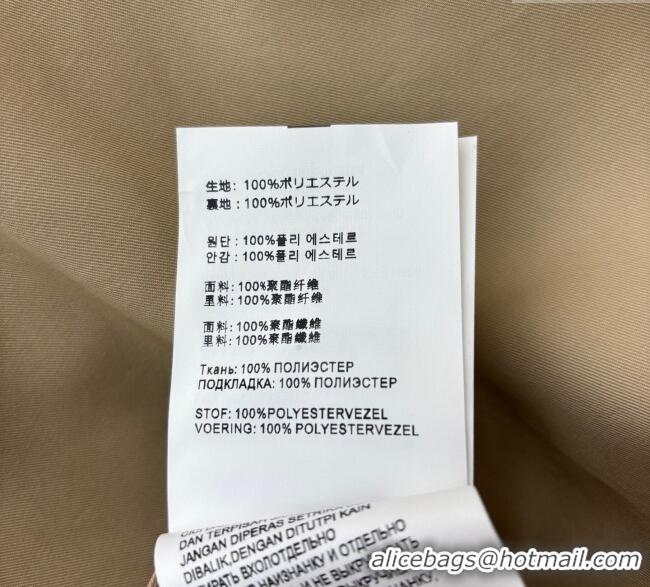 生地: 100%ポリエステル
裏地: 100%ポリエステル
원단 : 100%폴리 에스테르
안감 : 100%폴리 에스테르
面料:100%聚酯纤维
里料:100%聚酯纤维
面料:100%聚酯纖維
里料:100%聚酯纖維
Ткань: 100% ПОЛИЭСТЕР
ПОДКЛАДКА: 100% ПОЛИЭСТЕР
STOF: 100%POLYESTERVEZEL
VOERING: 100% POLYESTERVEZEL
DAN TERPISAH
JANGAN DIPERAS SETRIKA
DIBALIK,DENGAN DITUTPI KAIN
ВХОЛОТДЕЛЬНО
НАИЗНАНКУ И ОТДЕЛЬНО
alicebags@hotmail.com